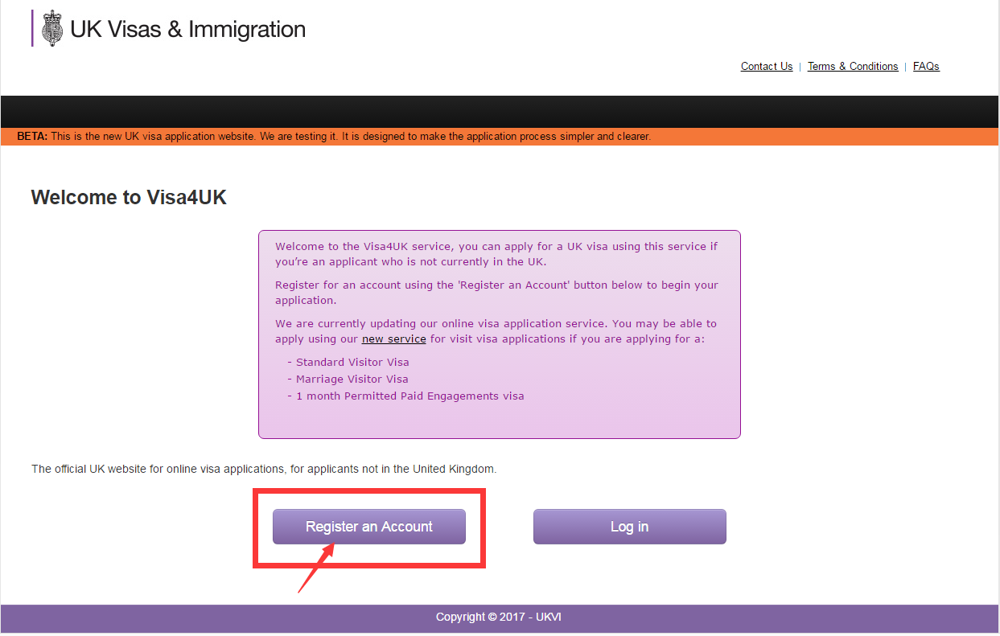 UK Visas & Immigration
Contact Us | Terms & Conditions | FAQs
BETA: This is the new UK visa application website. We are testing it. It is designed to make the application process simpler and clearer.
Welcome to Visa4UK
Welcome to the Visa4UK service, you can apply for a UK visa using this service if
you’re an applicant who is not currently in the UK.
Register for an account using the 'Register an Account' button below to begin your
application.
We are currently updating our online visa application service. You may be able to
apply using our new service for visit visa applications if you are applying for a:
- Standard Visitor Visa
- Marriage Visitor Visa
- 1 month Permitted Paid Engagements visa
The official UK website for online visa applications, for applicants not in the United Kingdom.
Register an Account
Log in
Copyright © 2017 - UKVI